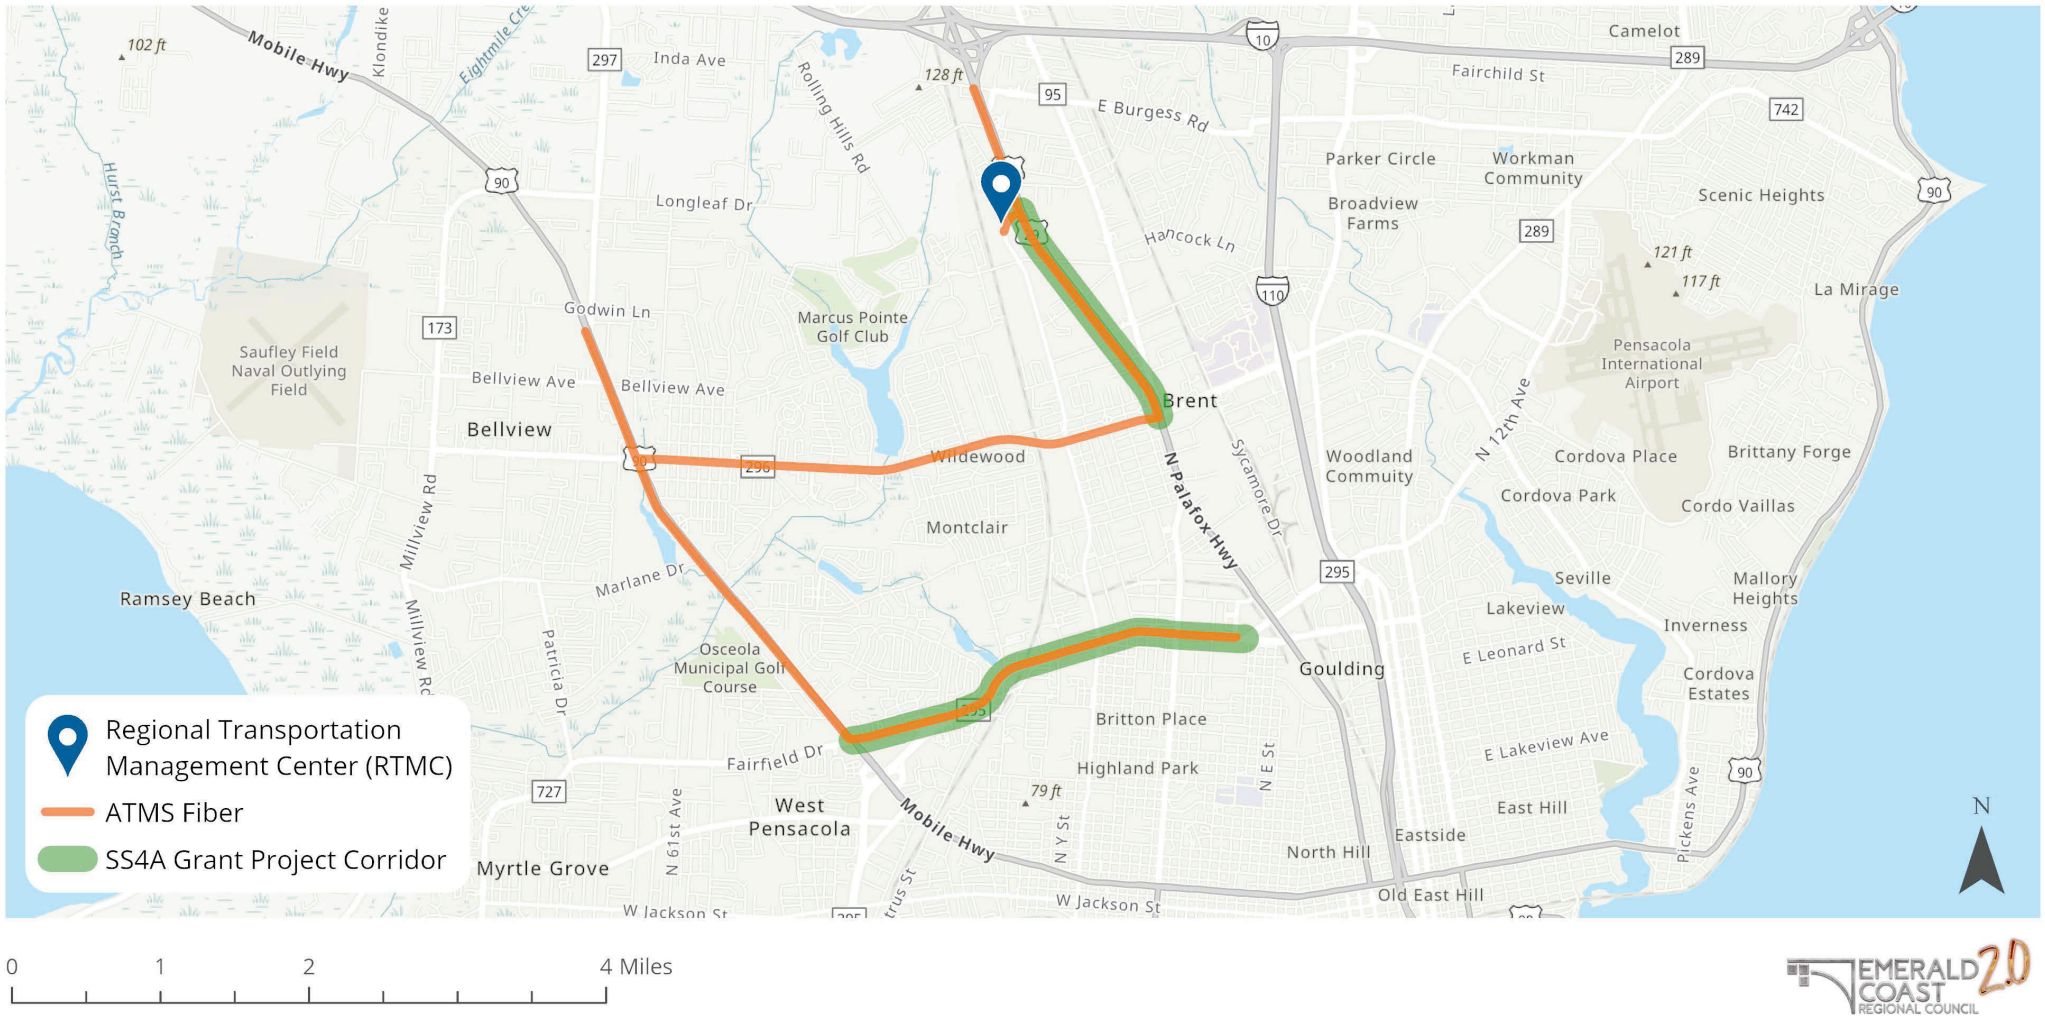 102 ft
Mobile Hwy
Klondike
Eightmile Cre
297
Inda Ave
Rolling Hills Rd
128 ft
95
E Burgess Rd
10
Camelot
289
Fairchild St
742
Hurst Branch
90
Longleaf Dr
Parker Circle
Workman
Community
Scenic Heights
90
Broadview
Farms
289
Hancock Ln
29
121 ft
117 ft
La Mirage
110
Godwin Ln
173
Marcus Pointe
Golf Club
Saufley Field
Naval Outlying
Field
Pensacola
International
Airport
Bellview Ave
Bellview Ave
Brent
N 12th Ave
Bellview
90
296
Wildewood
Sycamore Dr
Woodland
Commuity
Cordova Place
Brittany Forge
Cordova Park
Cordo Vaillas
Millview Rd
N Palafox Hwy
Montclair
Marlane Dr
295
Seville
Mallory
Heights
Ramsey Beach
Lakeview
Inverness
Millview Rd
Patricia Dr
Osceola
Municipal Golf
Course
E Leonard St
Goulding
Cordova
Estates
295
Britton Place
Fairfield Dr
E Lakeview Ave
Highland Park
N E St
90
727
79 ft
West
Pensacola
Mobile Hwy
N 61st Ave
N Y St
East Hill
Eastside
Pickens Ave
North Hill
Myrtle Grove
Old East Hill
W Jackson St
trus St
W Jackson St
Regional Transportation
Management Center (RTMC)
ATMS Fiber
SS4A Grant Project Corridor
N
0 1 2 4 Miles
EMERALD 2.0
COAST
REGIONAL COUNCIL